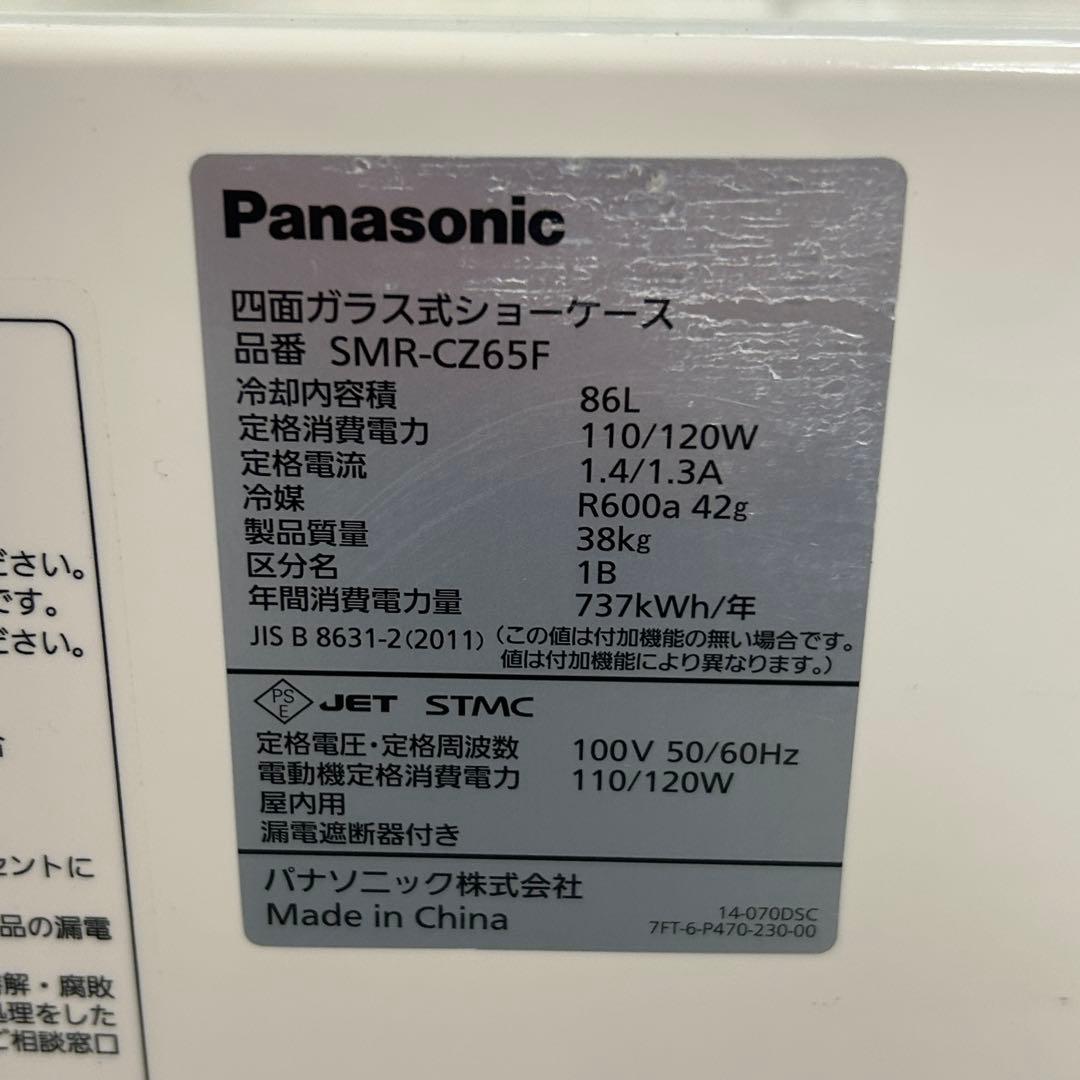 Panasonic
四面ガラス式ショーケース
品番 SMR-CZ65F
冷却内容積 86L
定格消費電力 110/120W
定格電流 1.4/1.3A
冷媒 R600a 42g
製品質量 38kg
区分名 1B
年間消費電力量 737kWh/年
JIS B 8631-2(2011) (この値は付加機能の無い場合です。
値は付加機能により異なります。)
PS
E
JET STMC
定格電圧・定格周波数 100V 50/60Hz
電動機定格消費電力 110/120W
屋内用
漏電遮断器付き
パナソニック株式会社
Made in China
14-070DSC
7FT-6-P470-230-00
ださい。
です。
ださい。
セントに
品の漏電
解・腐敗
処理をした
ご相談窓口